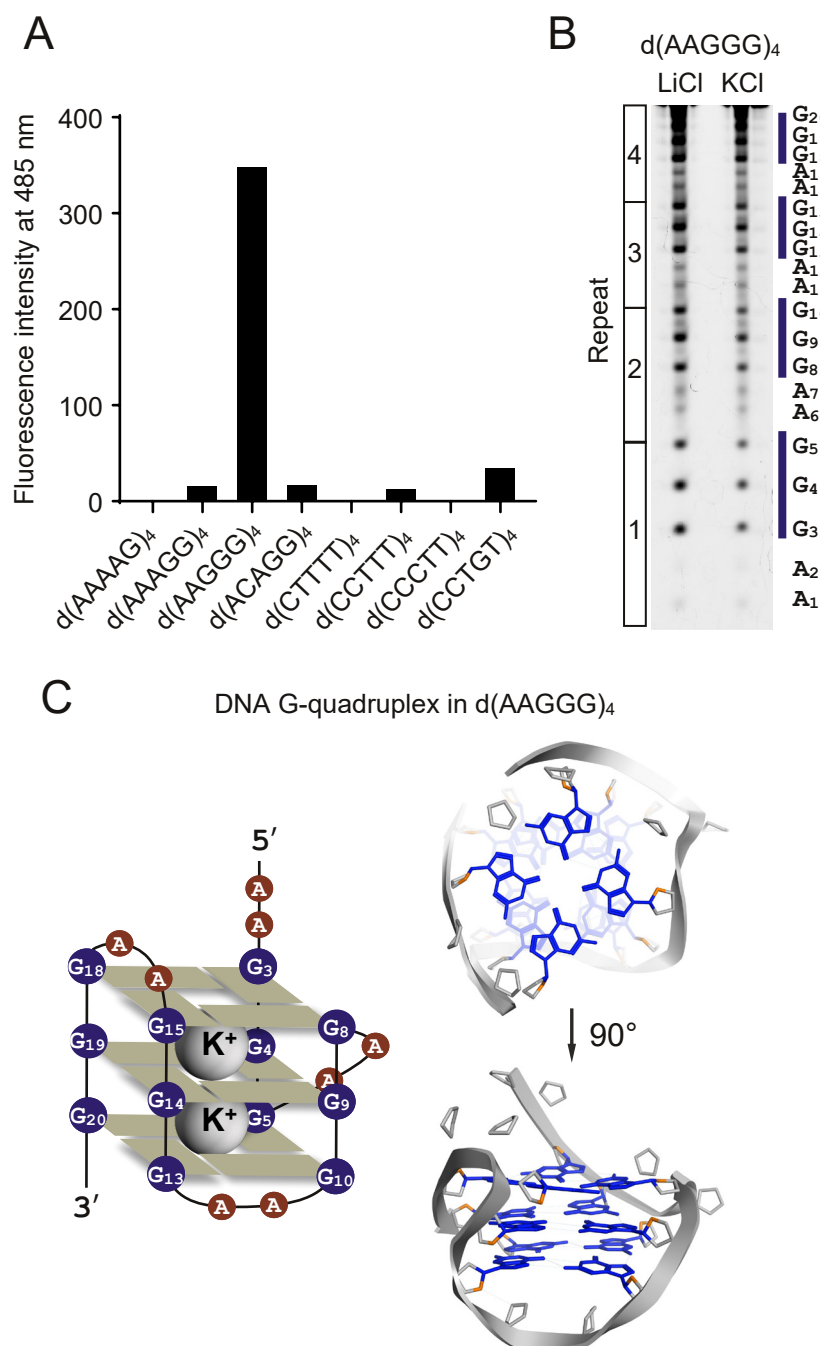 A
Fluorescence intensity at 485 nm
400
300
200
100
0
d(AAAAG)₄
d(AAAGG)₄
d(AAGGG)₄
d(ACAGG)₄
d(CTTTT)₄
d(CCTTT)₄
d(CCCTT)₄
d(CCTGT)₄
B
d(AAGGG)₄
LiCl KCl
Repeat
4
3
2
1
G₂
G₁
G₁
A₁
A₁
G₁
G₁
G₁
A₁
A₁
G₁
G₉
G₈
A₇
A₆
G₅
G₄
G₃
A₂
A₁
C
DNA G-quadruplex in d(AAGGG)₄
5′
A
A
A
G₁₈
A
G₃
G₁₅
G₈
K⁺
G₁₉
G₄
A
A
G₁₄
G₉
K⁺
G₂₀
G₅
G₁₃
G₁₀
A
A
3′
90°